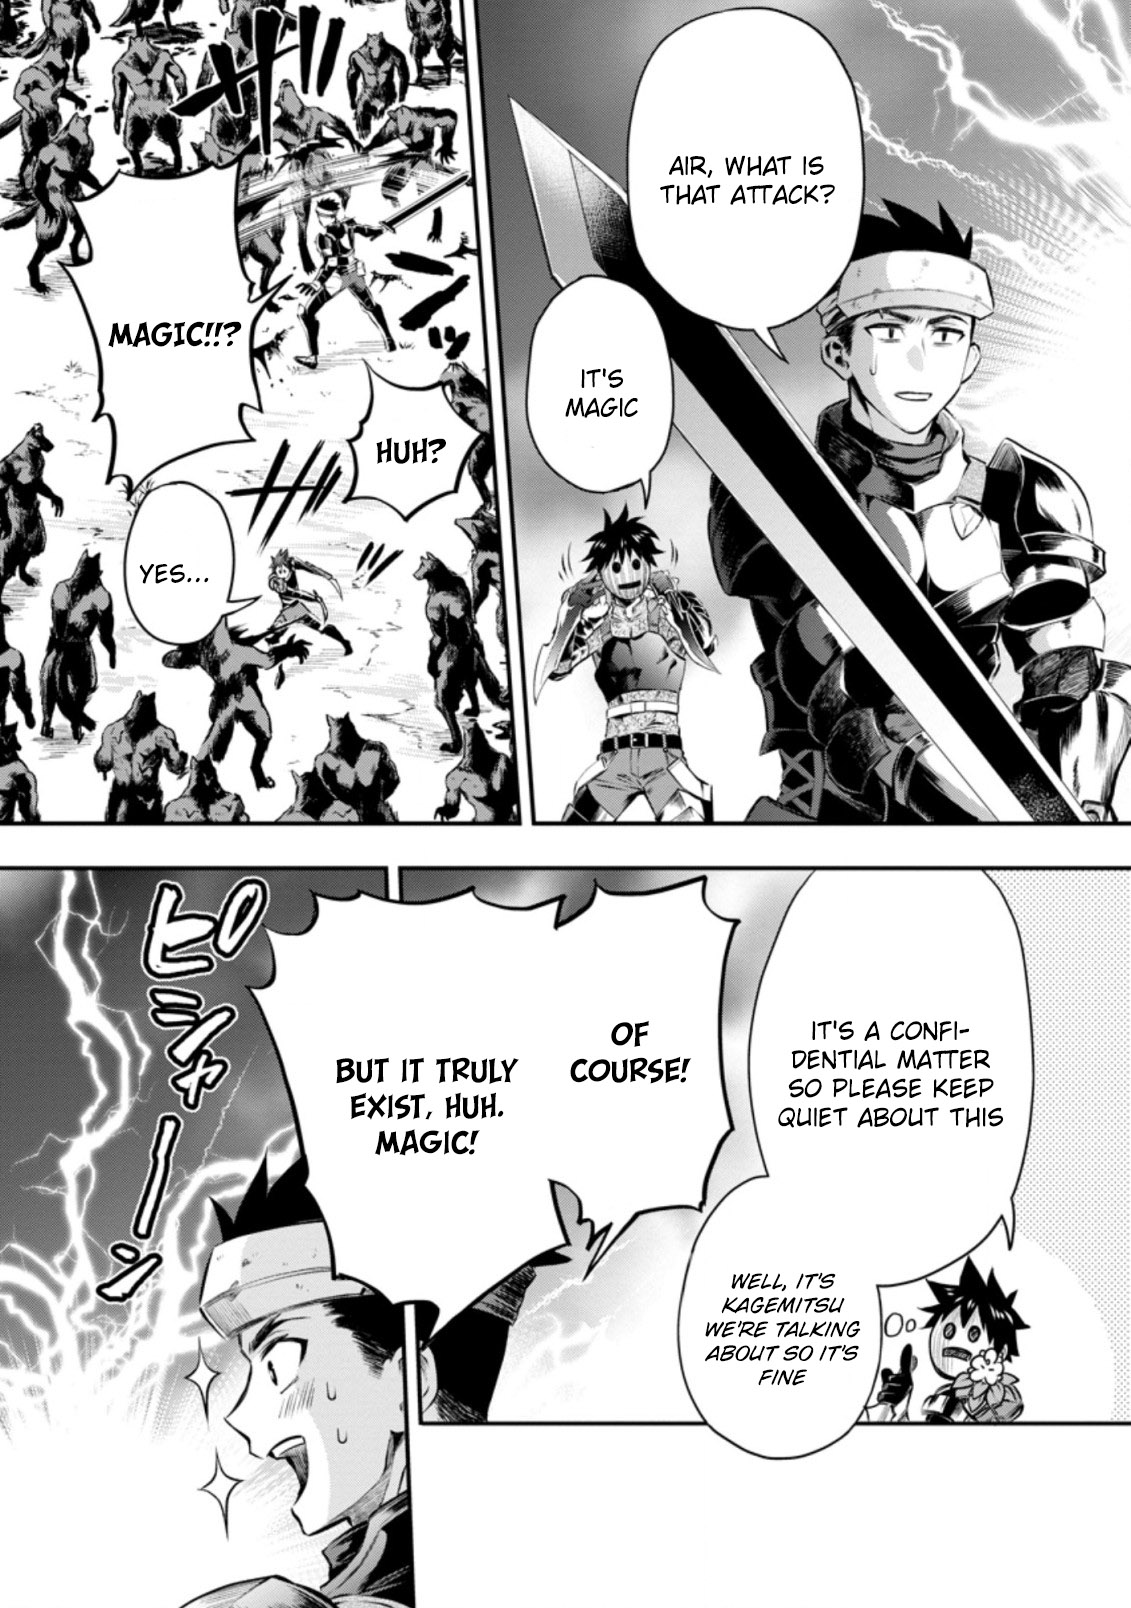 AIR, WHAT IS
THAT ATTACK?
IT'S
MAGIC
ザザッ
HUH?
MAGIC!!?
YES...
IT'S A CONFI-
DENTIAL MATTER
SO PLEASE KEEP
QUIET ABOUT THIS
WELL, IT'S
KAGEMITSU
WE'RE TALKING
ABOUT SO IT'S
FINE
OF
COURSE!
BUT IT TRULY
EXIST, HUH.
MAGIC!
ピシャーン